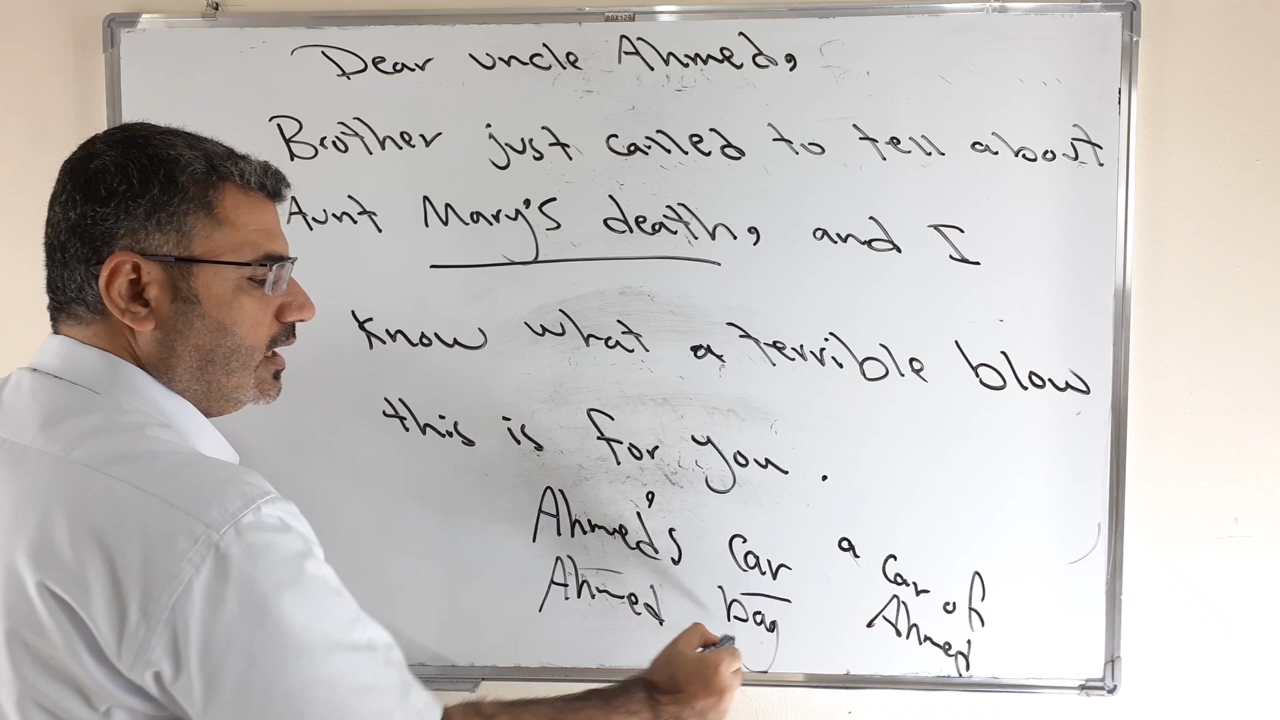 Dear uncle Ahmed,
Brother just called to tell about
Aunt Mary's death, and I
know what a terrible blow
this is for you.
Ahmed's car a car of
Ahmed bag Ahmed